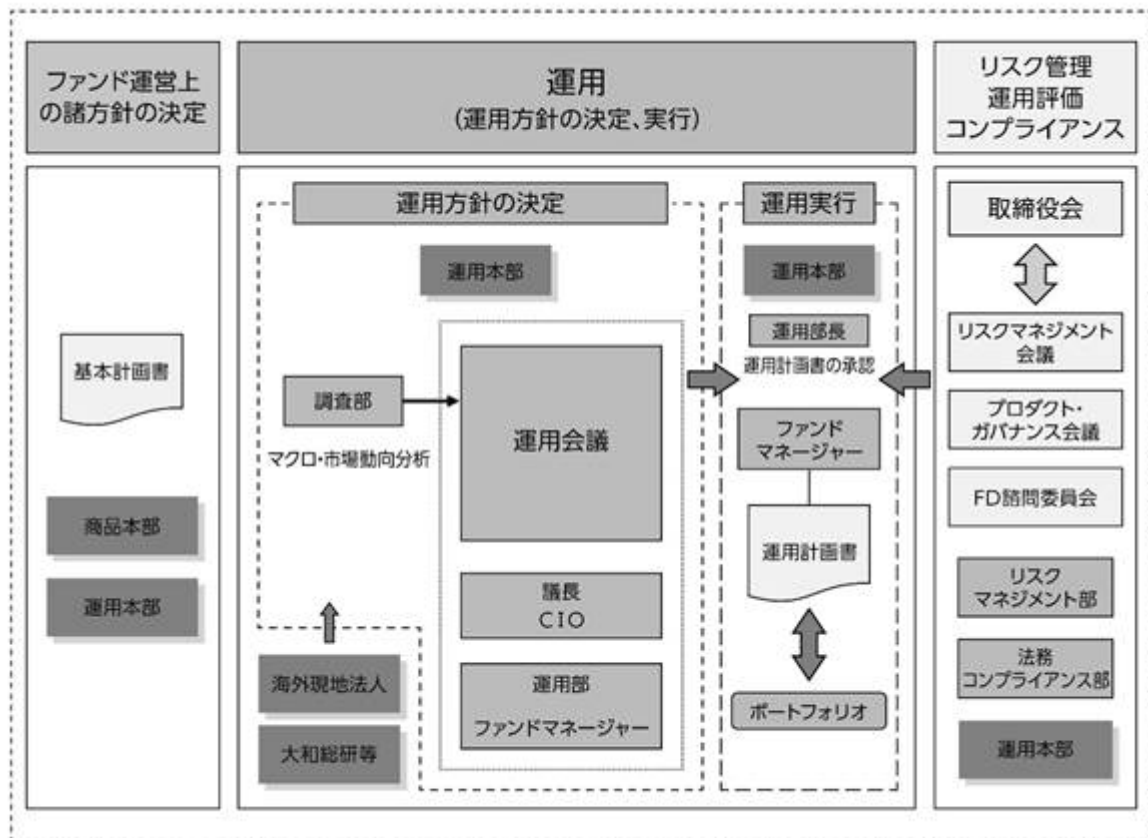 ファンド運営上
の諸方針の決定
運用
(運用方針の決定、実行)
リスク管理
運用評価
コンプライアンス
基本計画書
商品本部
運用本部
運用方針の決定
運用本部
調査部
マクロ・市場動向分析
運用会議
議長
CIO
運用部
ファンドマネージャー
海外現地法人
大和総研等
運用実行
運用本部
運用部長
運用計画書の承認
ファンド
マネージャー
運用計画書
ポートフォリオ
取締役会
リスクマネジメント
会議
プロダクト・
ガバナンス会議
FD諮問委員会
リスク
マネジメント部
法務
コンプライアンス部
運用本部